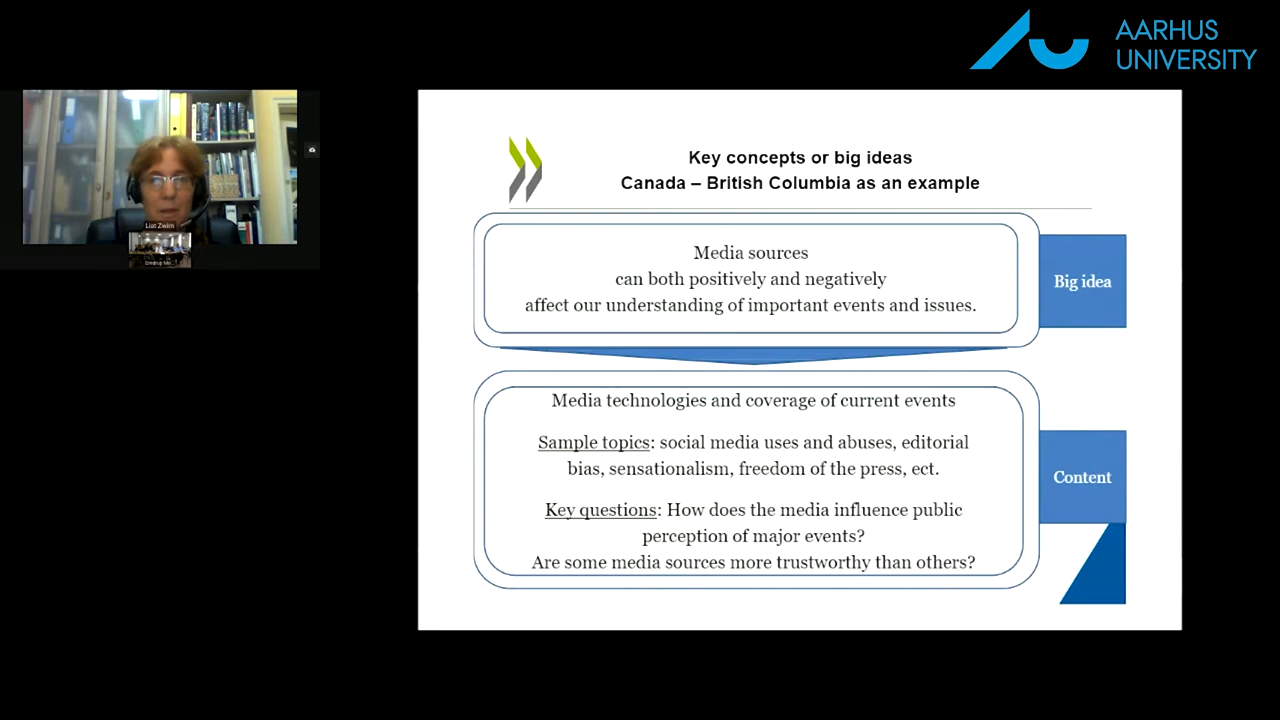 AARHUS
UNIVERSITY
Liat Zwirn
Key concepts or big ideas
Canada – British Columbia as an example
Media sources
can both positively and negatively
affect our understanding of important events and issues.
Big idea
Media technologies and coverage of current events
Sample topics: social media uses and abuses, editorial
bias, sensationalism, freedom of the press, ect.
Key questions: How does the media influence public
perception of major events?
Are some media sources more trustworthy than others?
Content